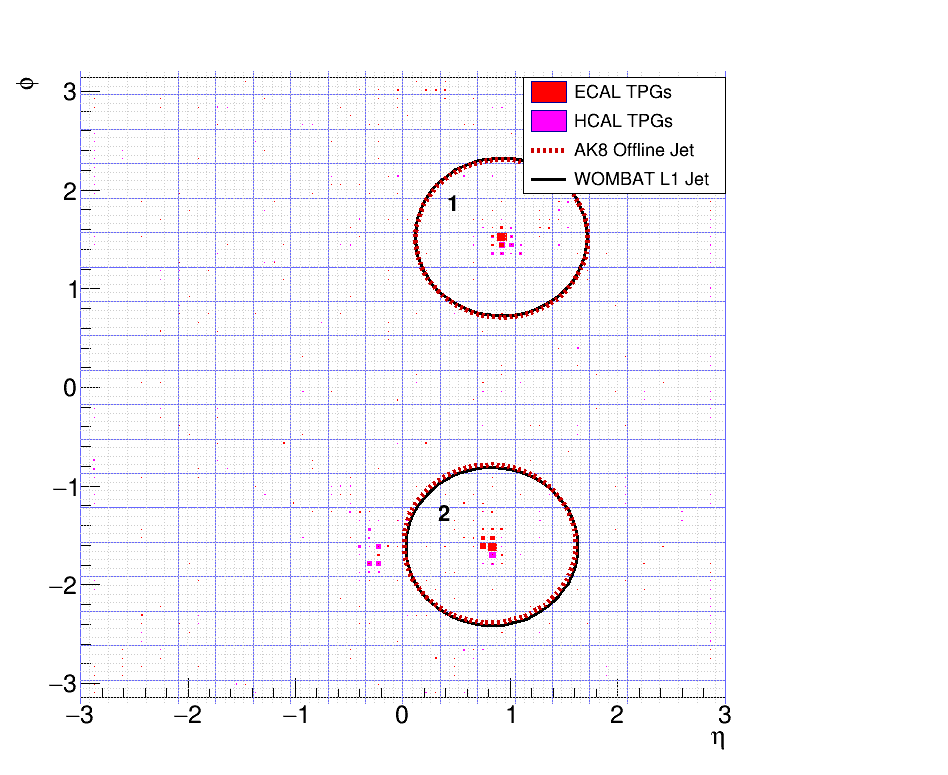 φ
3
2
1
0
−1
−2
−3
ECAL TPGs
HCAL TPGs
AK8 Offline Jet
WOMBAT L1 Jet
1
2
−3 −2 −1 0 1 2 3
η